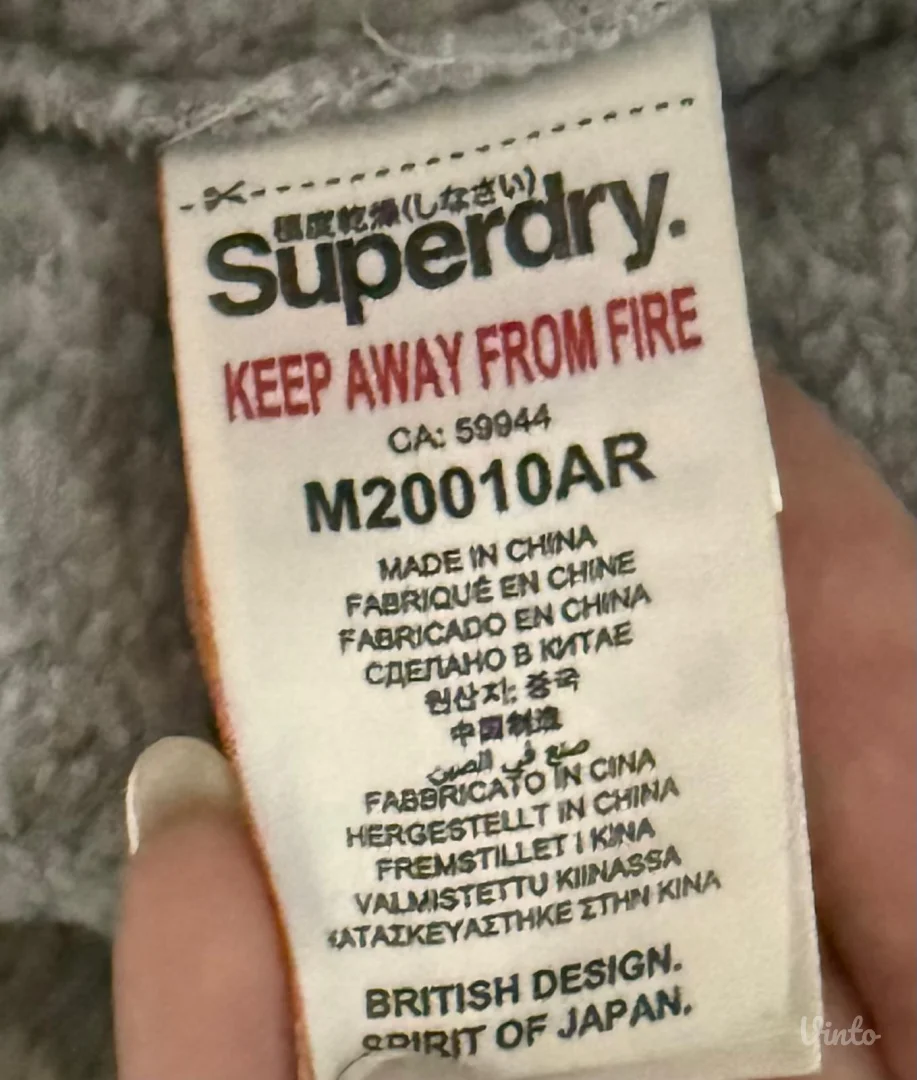 極度乾燥(しなさい)
Superdry.
KEEP AWAY FROM FIRE
CA: 59944
M20010AR
MADE IN CHINA
FABRIQUÉ EN CHINE
FABRICADO EN CHINA
СДЕЛАНО В КИТАЕ
원산지: 중국
中国制造
صنع في الصين
FABBRICATO IN CINA
HERGESTELLT IN CHINA
FREMSTILLET I KINA
VALMISTETTU KIINASSA
ΚΑΤΑΣΚΕΥΑΣΤΗΚΕ ΣΤΗΝ ΚΙΝΑ
BRITISH DESIGN.
SPIRIT OF JAPAN.
Vinto